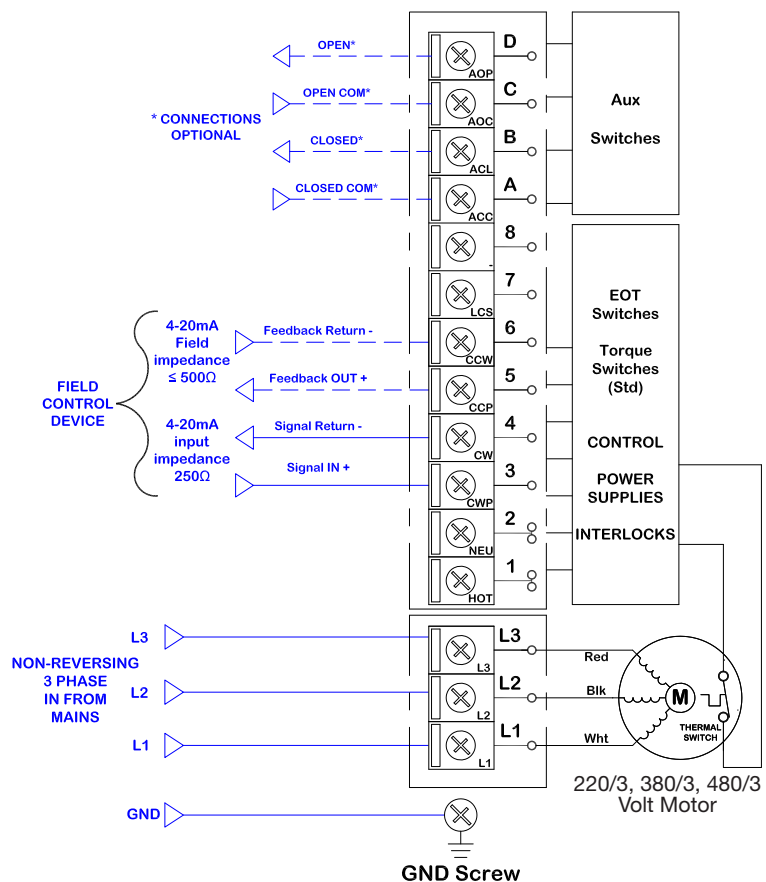 OPEN*
D
AOP
OPEN COM*
C
AOC
* CONNECTIONS
OPTIONAL
CLOSED*
B
ACL
CLOSED COM*
A
ACC
Aux
Switches
8
-
7
LCS
EOT
Switches
4-20mA
Field
impedance
≤ 500Ω
Feedback Return -
6
CCW
Torque
Switches
(Std)
Feedback OUT +
5
CCP
FIELD
CONTROL
DEVICE
4-20mA
input
impedance
250Ω
Signal Return -
4
CW
CONTROL
Signal IN +
3
CWP
POWER
SUPPLIES
2
NEU
INTERLOCKS
1
HOT
L3
L3
L3
Red
NON-REVERSING
3 PHASE
IN FROM
MAINS
L2
L2
L2
Blk
M
THERMAL
SWITCH
L1
L1
L1
Wht
220/3, 380/3, 480/3
Volt Motor
GND
GND Screw